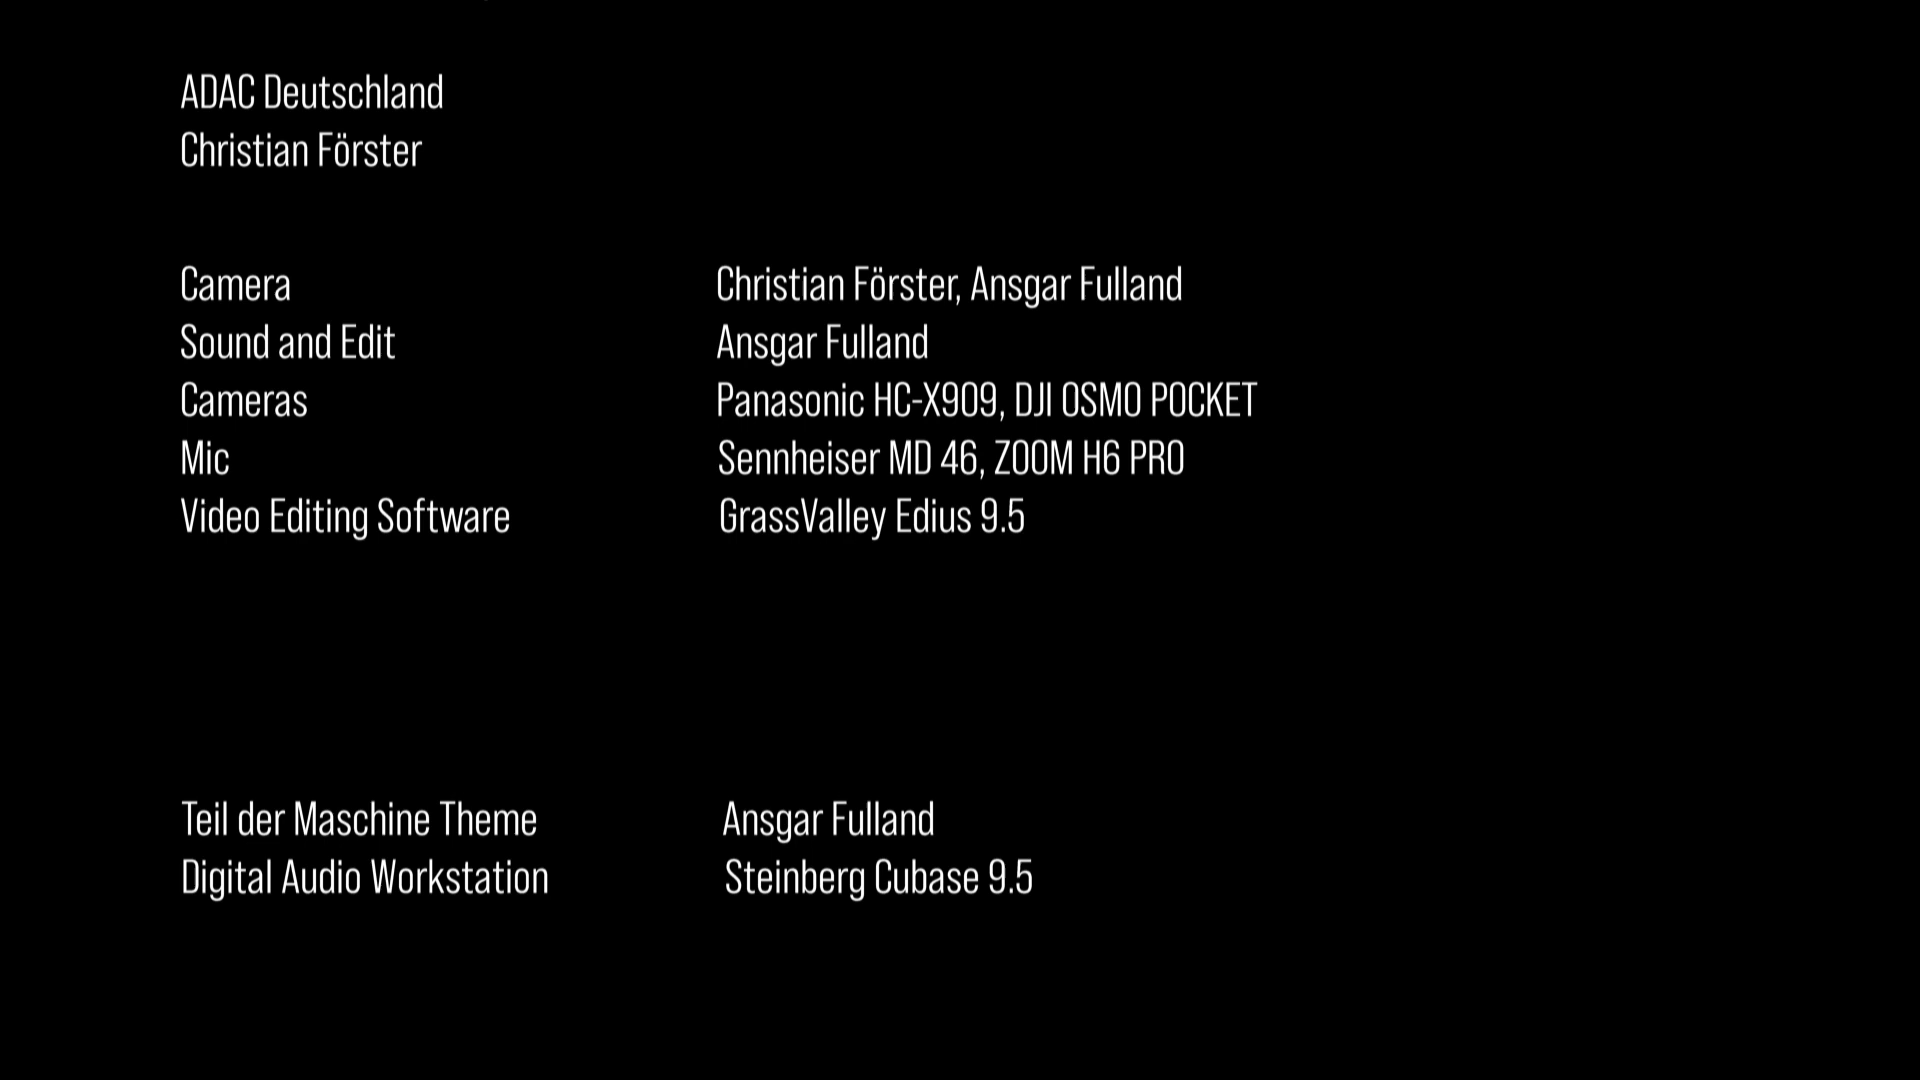 ADAC Deutschland
Christian Förster
Camera Christian Förster, Ansgar Fulland
Sound and Edit Ansgar Fulland
Cameras Panasonic HC-X909, DJI OSMO POCKET
Mic Sennheiser MD 46, ZOOM H6 PRO
Video Editing Software GrassValley Edius 9.5
Teil der Maschine Theme Ansgar Fulland
Digital Audio Workstation Steinberg Cubase 9.5